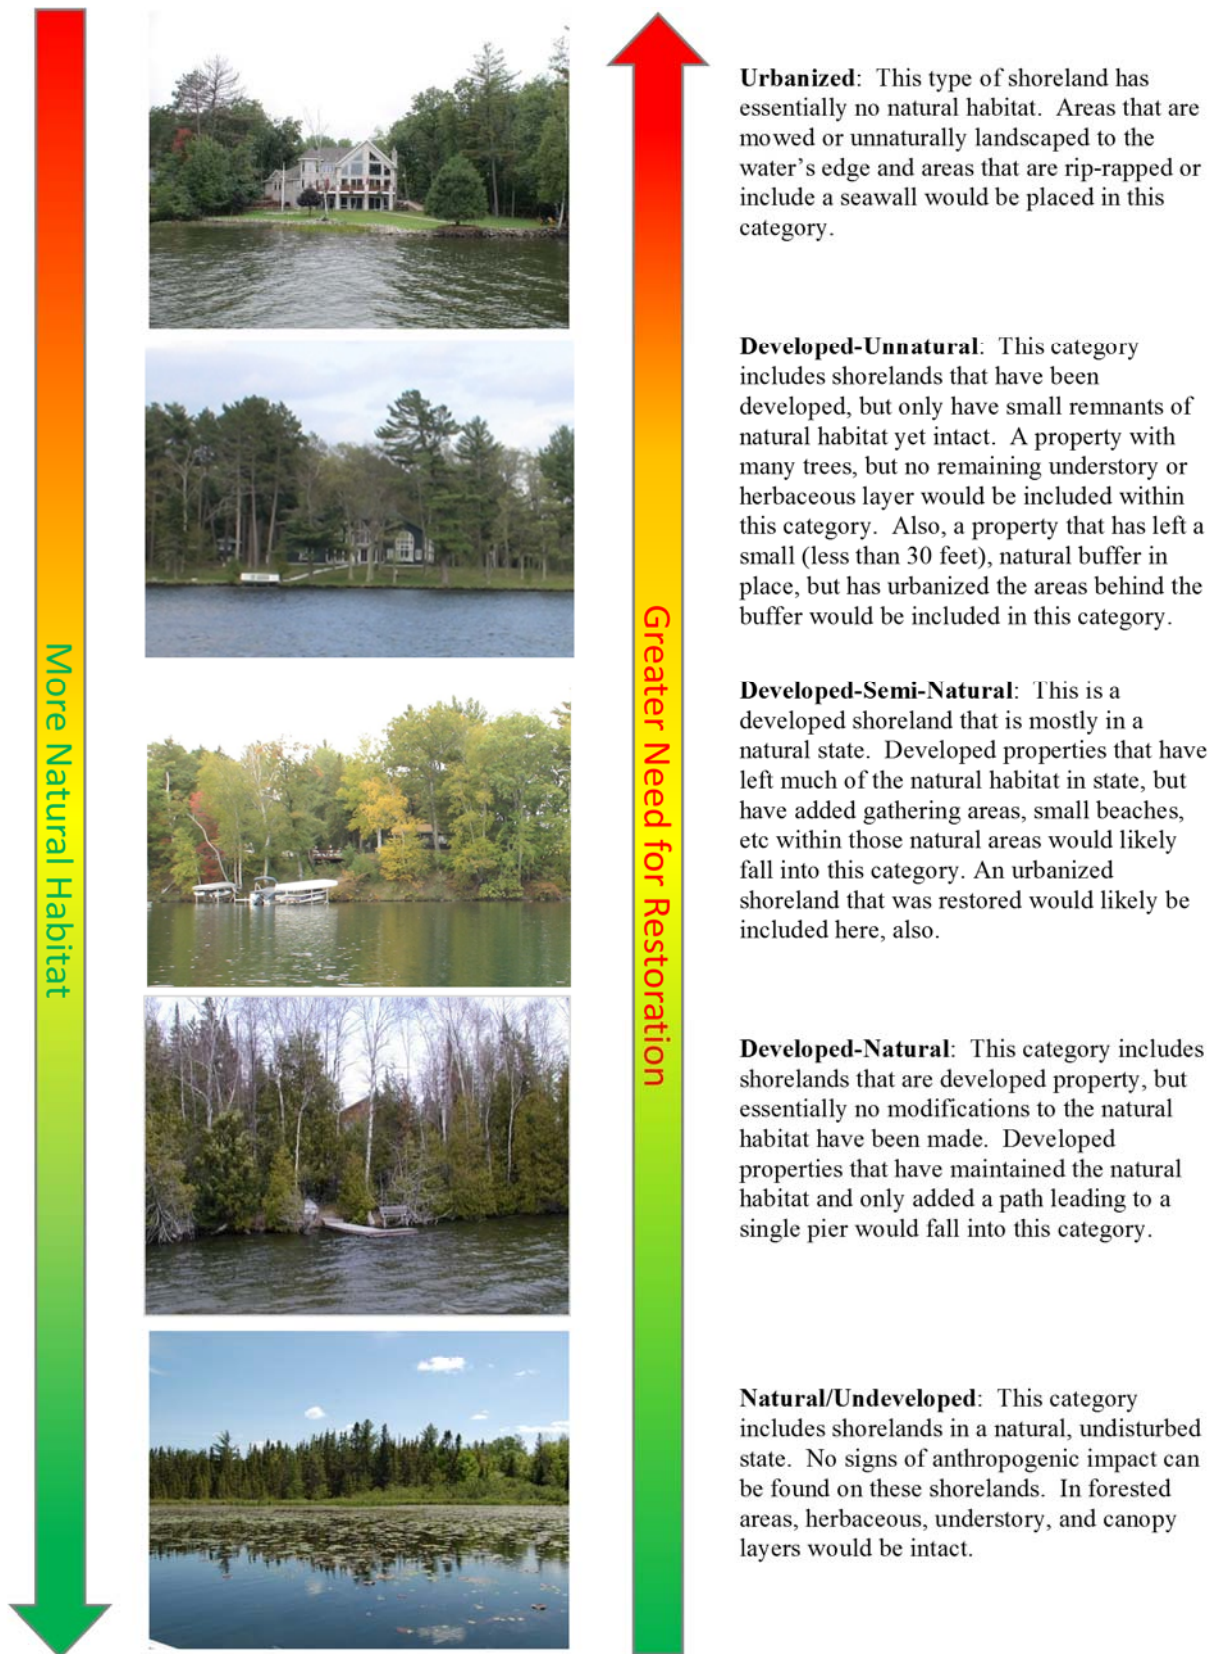 More Natural Habitat
Greater Need for Restoration
Urbanized: This type of shoreland has
essentially no natural habitat. Areas that are
mowed or unnaturally landscaped to the
water’s edge and areas that are rip-rapped or
include a seawall would be placed in this
category.
Developed-Unnatural: This category
includes shorelands that have been
developed, but only have small remnants of
natural habitat yet intact. A property with
many trees, but no remaining understory or
herbaceous layer would be included within
this category. Also, a property that has left a
small (less than 30 feet), natural buffer in
place, but has urbanized the areas behind the
buffer would be included in this category.
Developed-Semi-Natural: This is a
developed shoreland that is mostly in a
natural state. Developed properties that have
left much of the natural habitat in state, but
have added gathering areas, small beaches,
etc within those natural areas would likely
fall into this category. An urbanized
shoreland that was restored would likely be
included here, also.
Developed-Natural: This category includes
shorelands that are developed property, but
essentially no modifications to the natural
habitat have been made. Developed
properties that have maintained the natural
habitat and only added a path leading to a
single pier would fall into this category.
Natural/Undeveloped: This category
includes shorelands in a natural, undisturbed
state. No signs of anthropogenic impact can
be found on these shorelands. In forested
areas, herbaceous, understory, and canopy
layers would be intact.